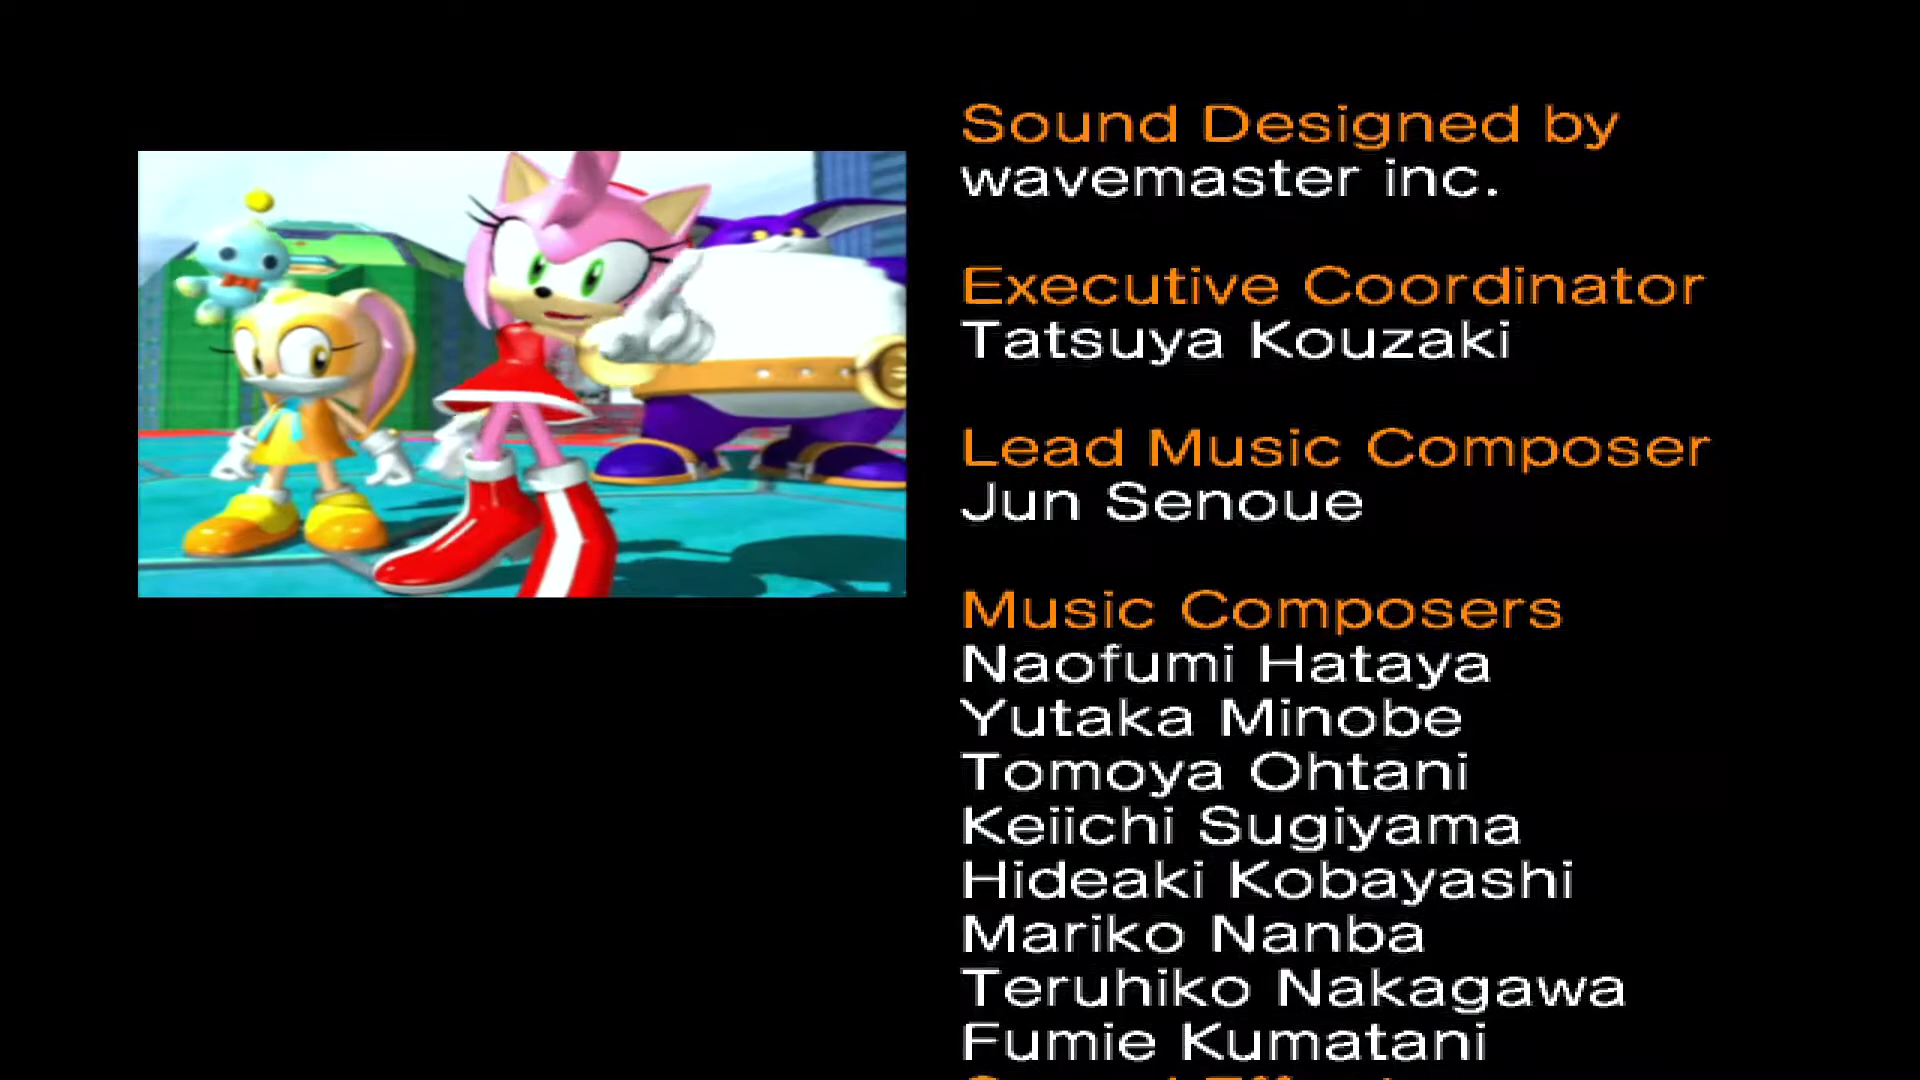 Sound Designed by
wavemaster inc.
Executive Coordinator
Tatsuya Kouzaki
Lead Music Composer
Jun Senoue
Music Composers
Naofumi Hataya
Yutaka Minobe
Tomoya Ohtani
Keiichi Sugiyama
Hideaki Kobayashi
Mariko Nanba
Teruhiko Nakagawa
Fumie Kumatani